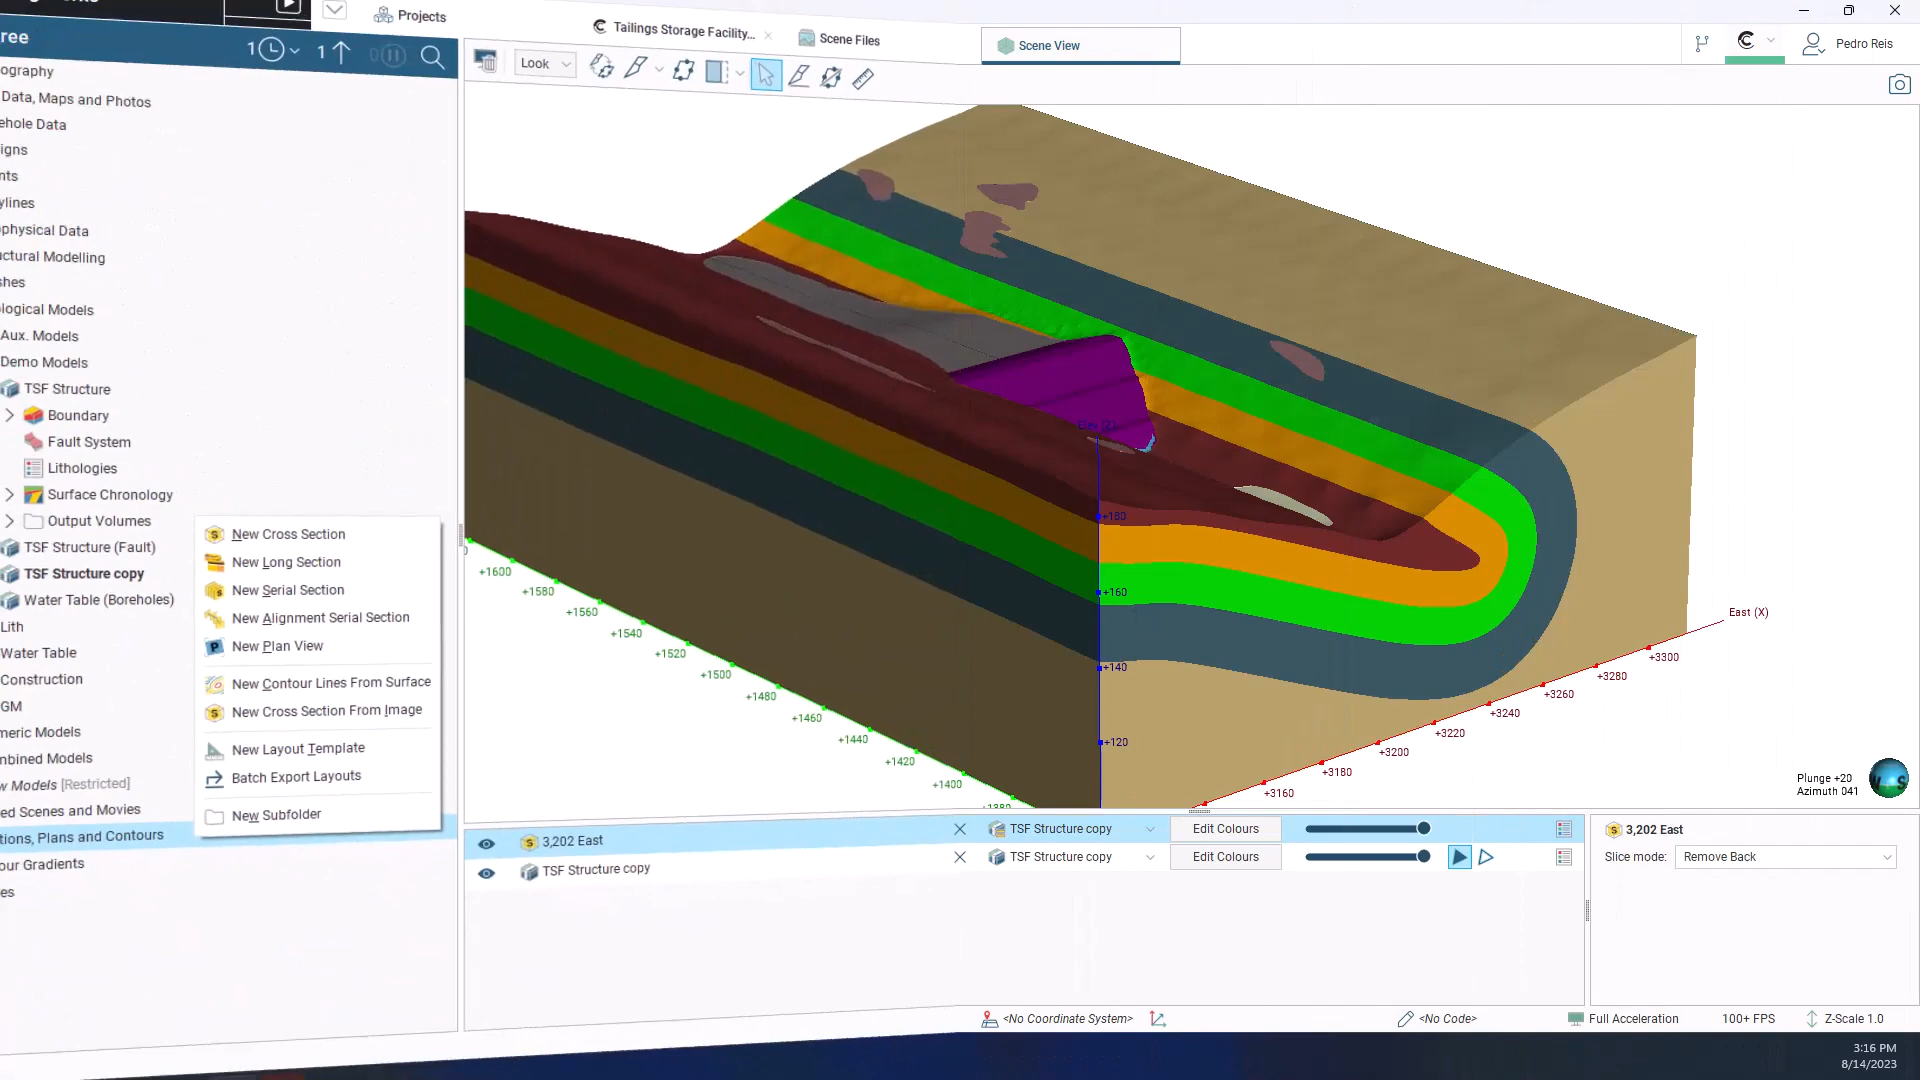 Projects
Tailings Storage Facility...
Scene Files
Scene View
Pedro Reis
ree
1
1
0
Look
ography
Data, Maps and Photos
ehole Data
igns
nts
ylines
physical Data
uctural Modelling
shes
logical Models
Aux. Models
Demo Models
TSF Structure
Boundary
Fault System
Lithologies
Surface Chronology
Output Volumes
TSF Structure (Fault)
TSF Structure copy
Water Table (Boreholes)
Lith
Water Table
Construction
GM
meric Models
mbined Models
w Models [Restricted]
ed Scenes and Movies
tions, Plans and Contours
our Gradients
es
New Cross Section
New Long Section
New Serial Section
New Alignment Serial Section
New Plan View
New Contour Lines From Surface
New Cross Section From Image
New Layout Template
Batch Export Layouts
New Subfolder
Elev (Z)
+180
+160
+140
+120
+1600
+1580
+1560
+1540
+1520
+1500
+1480
+1460
+1440
+1420
+1400
+1380
East (X)
+3300
+3280
+3260
+3240
+3220
+3200
+3180
+3160
Plunge +20
Azimuth 041
3,202 East
TSF Structure copy
Edit Colours
TSF Structure copy
TSF Structure copy
Edit Colours
3,202 East
Slice mode:
Remove Back
<No Coordinate System>
<No Code>
Full Acceleration
100+ FPS
Z-Scale 1.0
3:16 PM
8/14/2023